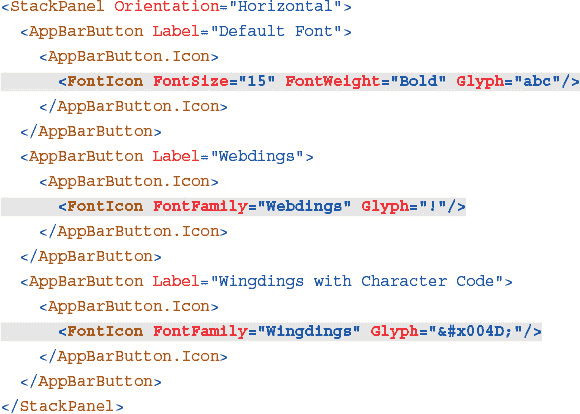 <StackPanel Orientation="Horizontal">
  <AppBarButton Label="Default Font">
    <AppBarButton.Icon>
      <FontIcon FontSize="15" FontWeight="Bold" Glyph="abc"/>
    </AppBarButton.Icon>
  </AppBarButton>
  <AppBarButton Label="Webdings">
    <AppBarButton.Icon>
      <FontIcon FontFamily="Webdings" Glyph="!"/>
    </AppBarButton.Icon>
  </AppBarButton>
  <AppBarButton Label="Wingdings with Character Code">
    <AppBarButton.Icon>
      <FontIcon FontFamily="Wingdings" Glyph="&#x004D;"/>
    </AppBarButton.Icon>
  </AppBarButton>
</StackPanel>